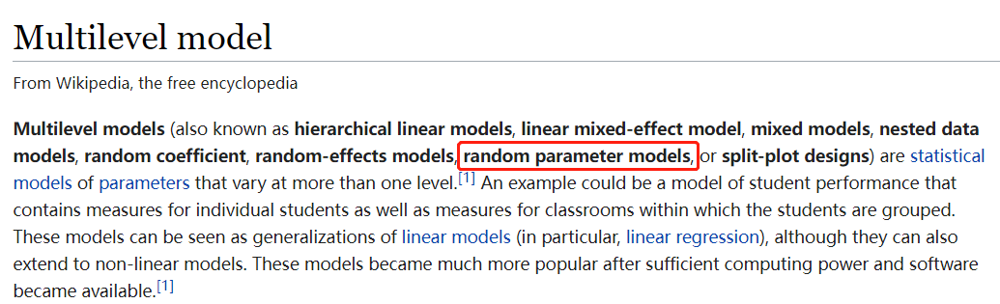 Multilevel model
From Wikipedia, the free encyclopedia
Multilevel models (also known as hierarchical linear models, linear mixed-effect model, mixed models, nested data
models, random coefficient, random-effects models, random parameter models, or split-plot designs) are statistical
models of parameters that vary at more than one level.[1] An example could be a model of student performance that
contains measures for individual students as well as measures for classrooms within which the students are grouped.
These models can be seen as generalizations of linear models (in particular, linear regression), although they can also
extend to non-linear models. These models became much more popular after sufficient computing power and software
became available.[1]